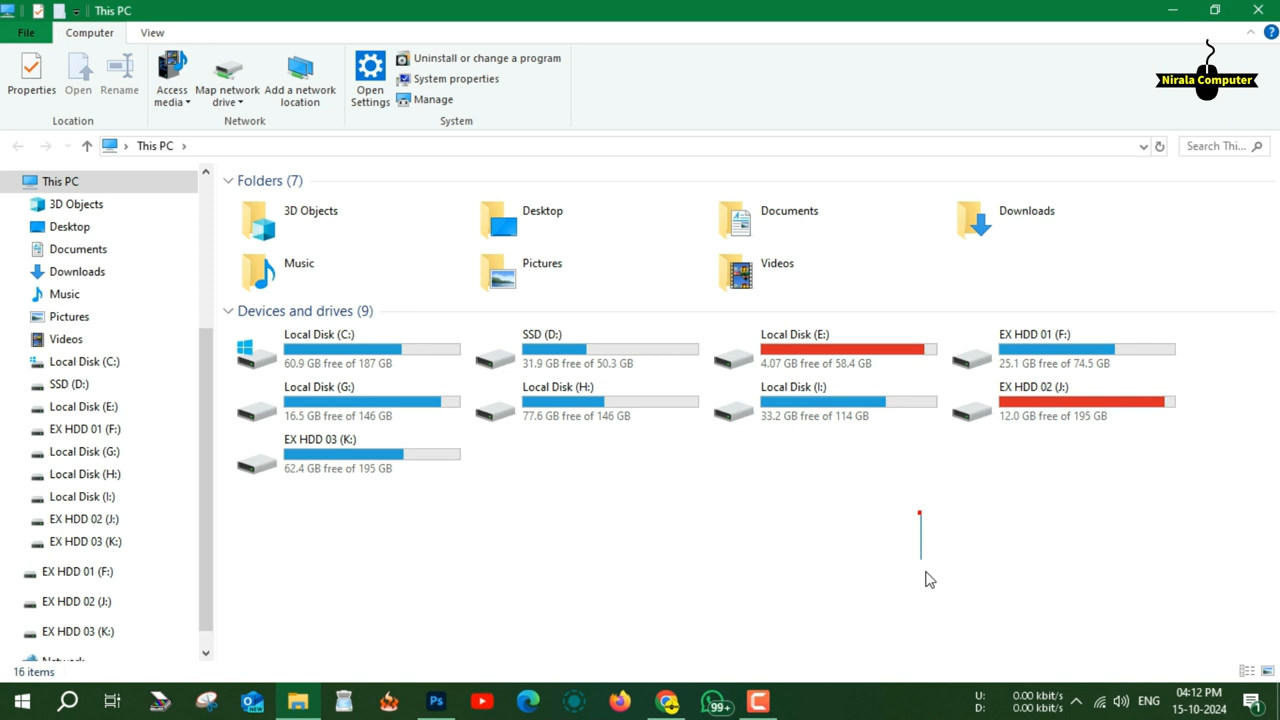 This PC
File
Computer
View
Properties
Open
Rename
Access media
Map network drive
Add a network location
Open Settings
Uninstall or change a program
System properties
Manage
Location
Network
System
Nirala Computer
This PC
Search Thi...
This PC
3D Objects
Desktop
Documents
Downloads
Music
Pictures
Videos
Local Disk (C:)
SSD (D:)
Local Disk (E:)
EX HDD 01 (F:)
Local Disk (G:)
Local Disk (H:)
Local Disk (I:)
EX HDD 02 (J:)
EX HDD 03 (K:)
EX HDD 01 (F:)
EX HDD 02 (J:)
EX HDD 03 (K:)
Folders (7)
3D Objects
Desktop
Documents
Downloads
Music
Pictures
Videos
Devices and drives (9)
Local Disk (C:)
60.9 GB free of 187 GB
SSD (D:)
31.9 GB free of 50.3 GB
Local Disk (E:)
4.07 GB free of 58.4 GB
EX HDD 01 (F:)
25.1 GB free of 74.5 GB
Local Disk (G:)
16.5 GB free of 146 GB
Local Disk (H:)
77.6 GB free of 146 GB
Local Disk (I:)
33.2 GB free of 114 GB
EX HDD 02 (J:)
12.0 GB free of 195 GB
EX HDD 03 (K:)
62.4 GB free of 195 GB
16 items
NEW
Ps
99+
U: 0.00 kbit/s
D: 0.00 kbit/s
ENG
04:12 PM
15-10-2024
1